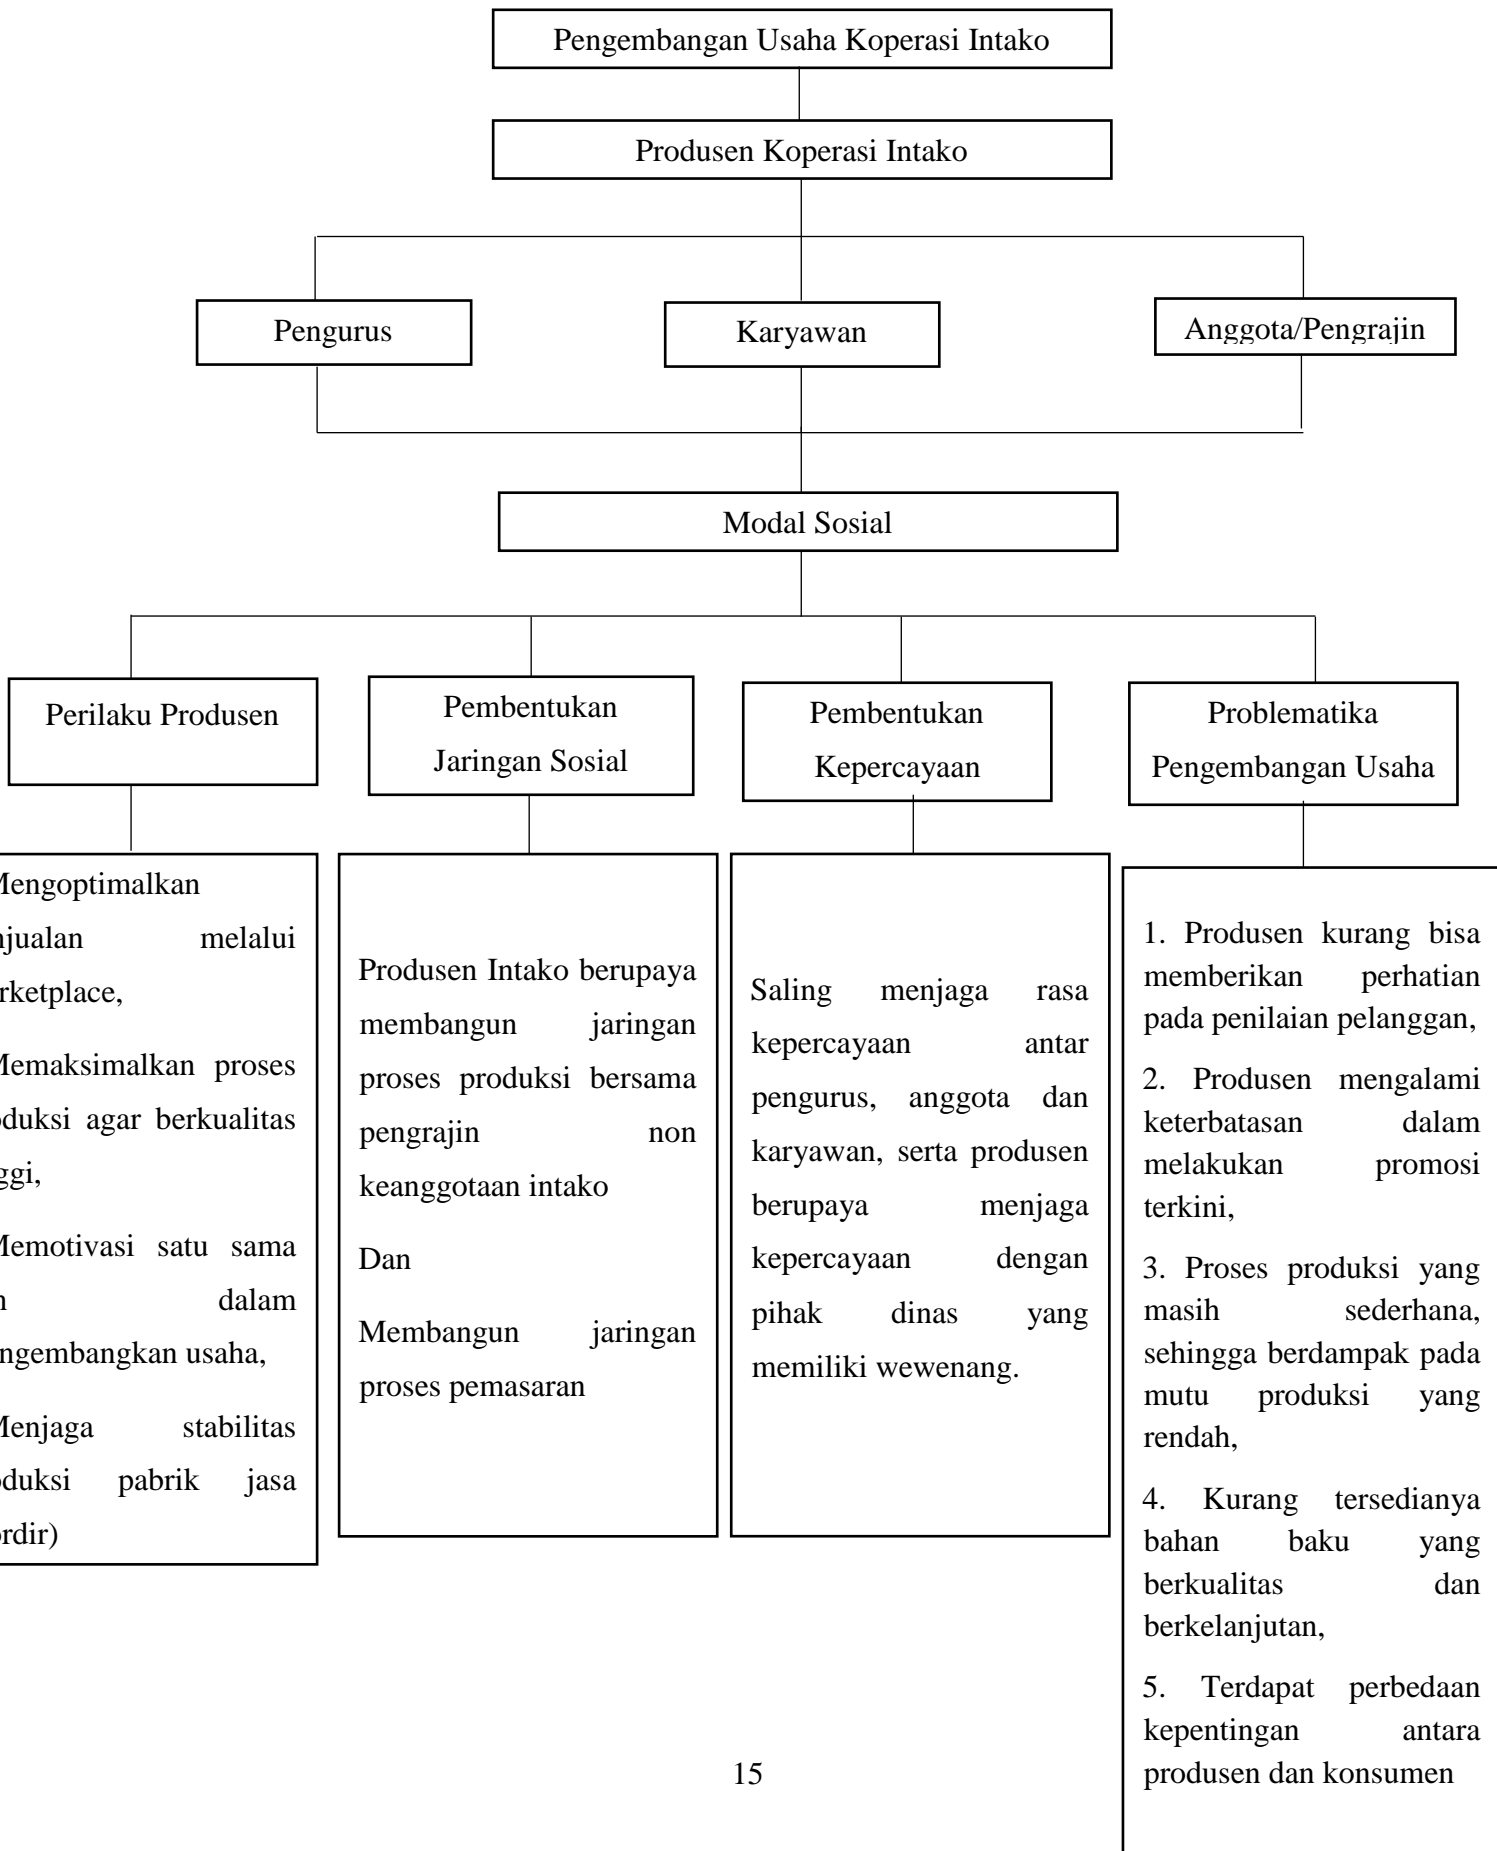 Pengembangan Usaha Koperasi Intako
Produsen Koperasi Intako
Pengurus
Karyawan
Anggota/Pengrajin
Modal Sosial
Perilaku Produsen
Pembentukan
Jaringan Sosial
Pembentukan
Kepercayaan
Problematika
Pengembangan Usaha
Mengoptimalkan
njualan melalui
rketplace,
Memaksimalkan proses
oduksi agar berkualitas
ggi,
Memotivasi satu sama
n dalam
ngembangkan usaha,
Menjaga stabilitas
oduksi pabrik jasa
ordir)
Produsen Intako berupaya
membangun jaringan
proses produksi bersama
pengrajin non
keanggotaan intako
Dan
Membangun jaringan
proses pemasaran
Saling menjaga rasa
kepercayaan antar
pengurus, anggota dan
karyawan, serta produsen
berupaya menjaga
kepercayaan dengan
pihak dinas yang
memiliki wewenang.
1. Produsen kurang bisa
memberikan perhatian
pada penilaian pelanggan,
2. Produsen mengalami
keterbatasan dalam
melakukan promosi
terkini,
3. Proses produksi yang
masih sederhana,
sehingga berdampak pada
mutu produksi yang
rendah,
4. Kurang tersedianya
bahan baku yang
berkualitas dan
berkelanjutan,
5. Terdapat perbedaan
kepentingan antara
produsen dan konsumen
15